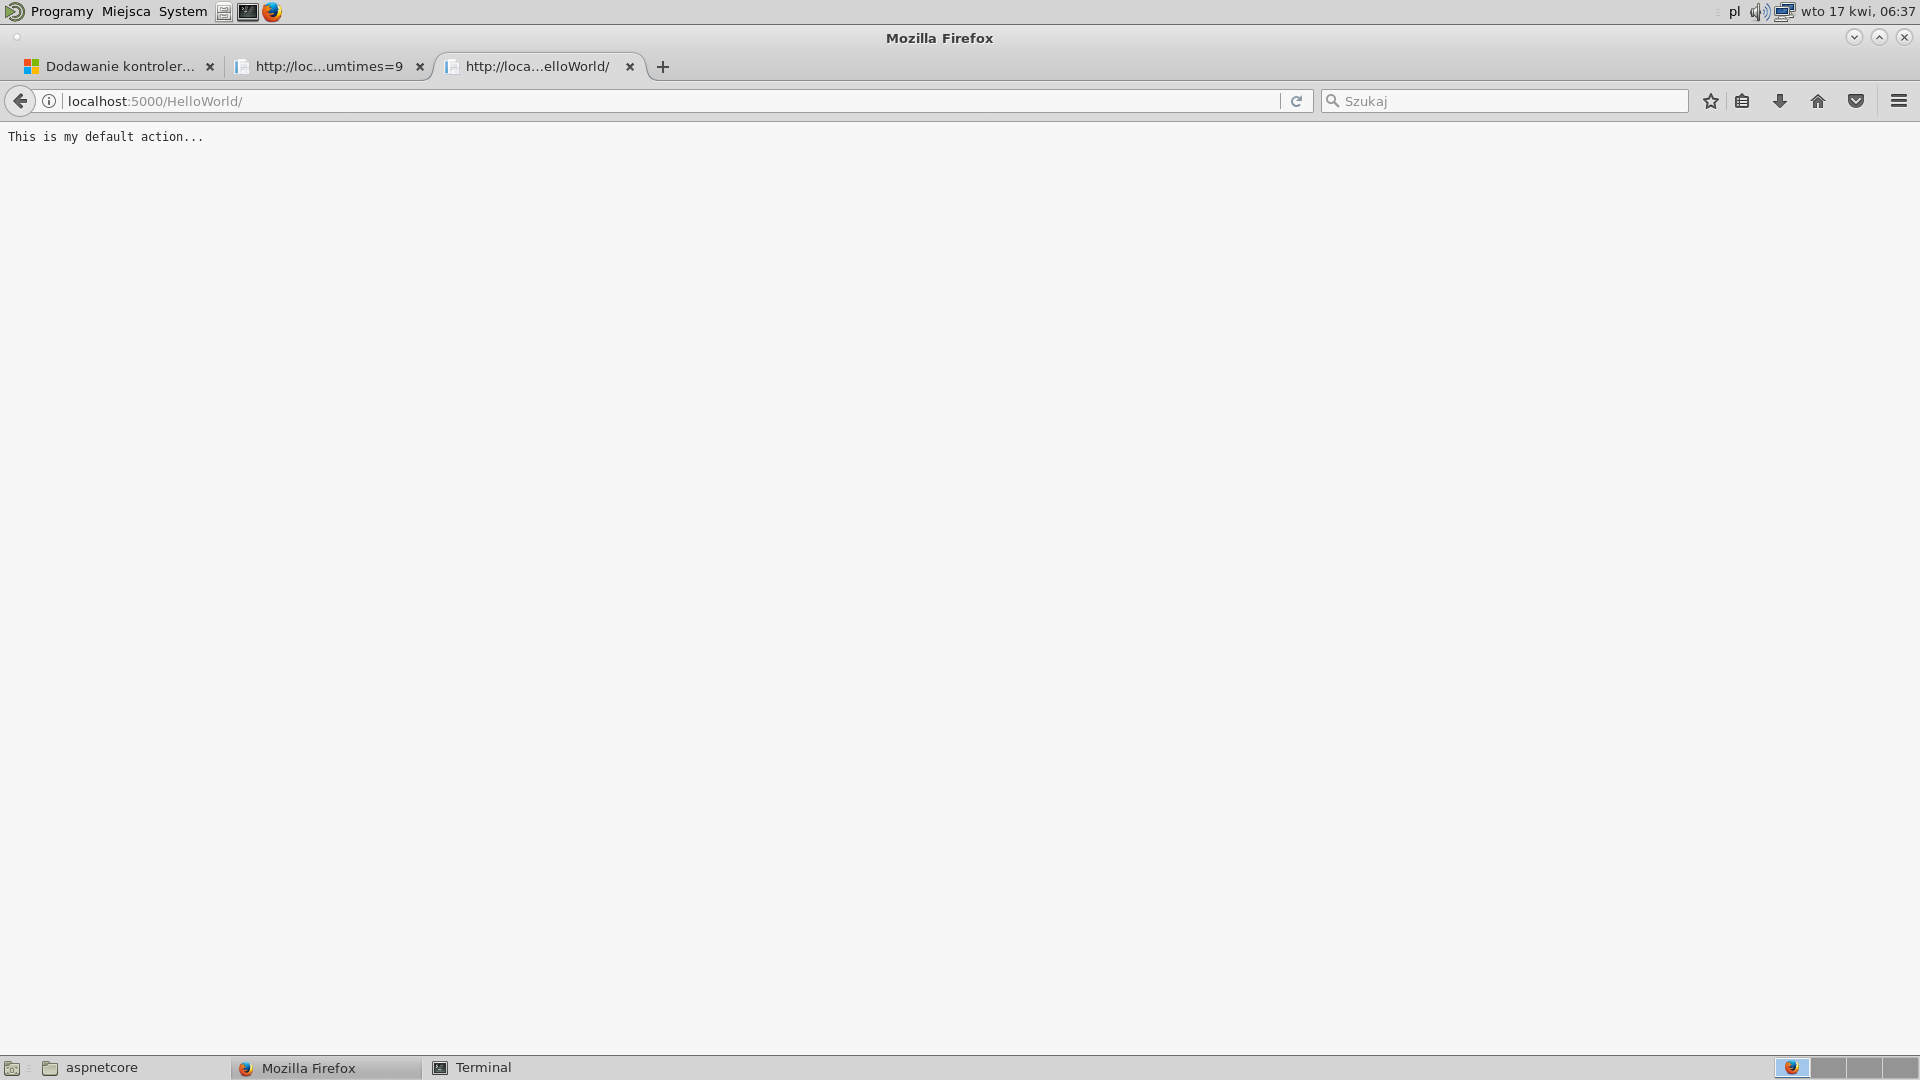 Programy Miejsca System
pl wto 17 kwi, 06:37
Mozilla Firefox
Dodawanie kontroler... http://loc...umtimes=9 http://loca...elloWorld/
localhost:5000/HelloWorld/ Szukaj
This is my default action...
aspnetcore Mozilla Firefox Terminal